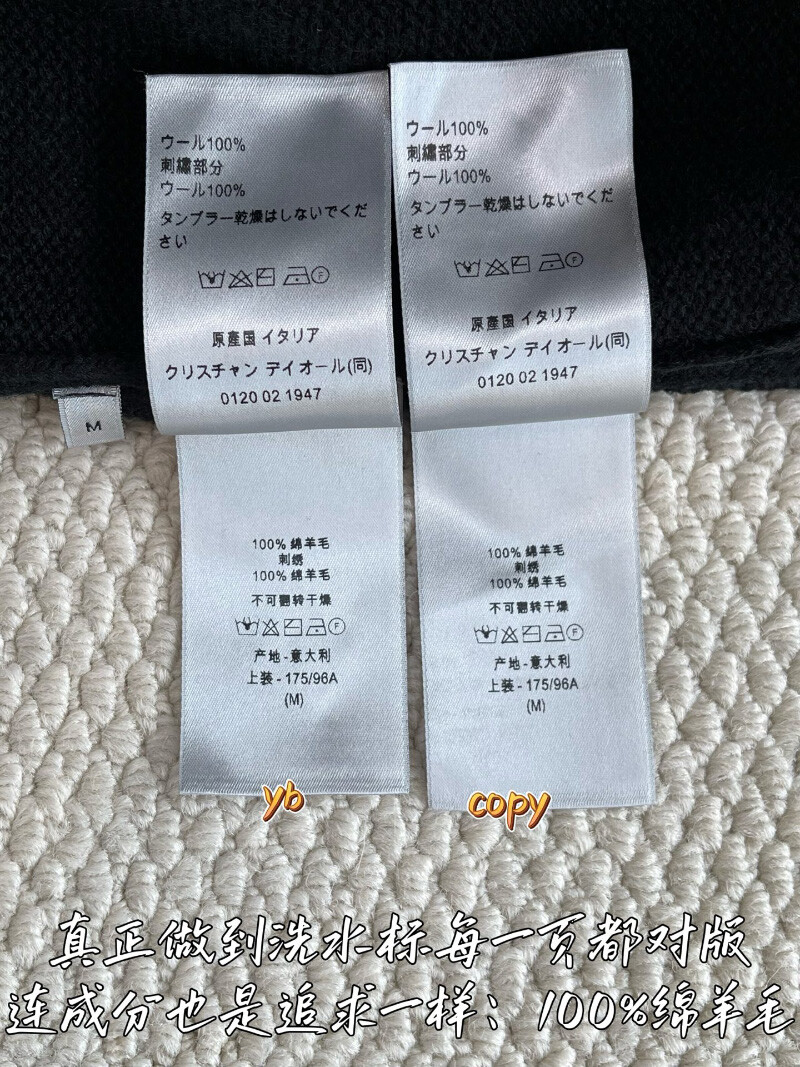 ウール100%
刺繍部分
ウール100%
タンブラー乾燥はしないでくだ
さい
原産国 イタリア
クリスチャン デイオール(同)
0120 02 1947
ウール100%
刺繍部分
ウール100%
タンブラー乾燥はしないでくだ
さい
原産国 イタリア
クリスチャン デイオール(同)
0120 02 1947
M
100% 绵羊毛
刺绣
100% 绵羊毛
不可翻转干燥
产地-意大利
上装-175/96A
(M)
100% 绵羊毛
刺绣
100% 绵羊毛
不可翻转干燥
产地-意大利
上装-175/96A
(M)
yb
copy
真正做到洗水标每一页都对版
连成分也是追求一样；100%绵羊毛